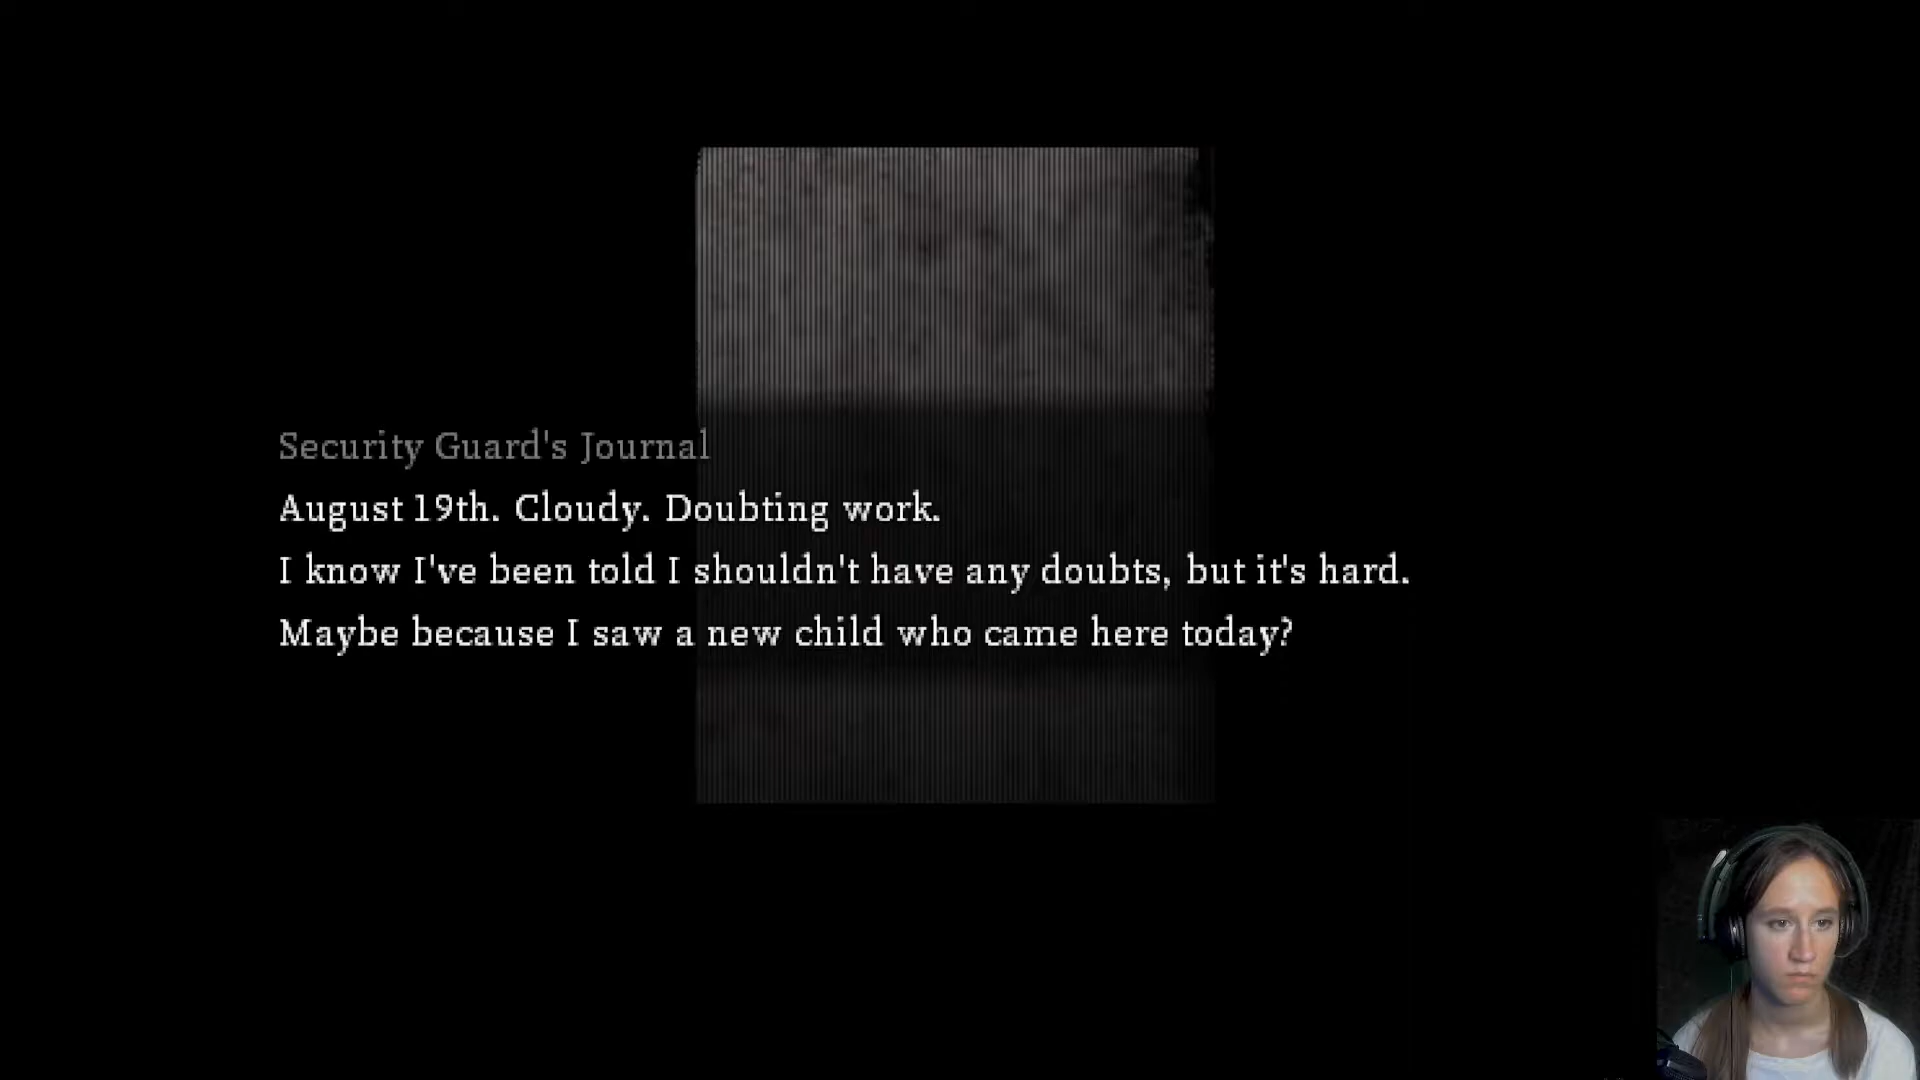 Security Guard's Journal
August 19th. Cloudy. Doubting work.
I know I've been told I shouldn't have any doubts, but it's hard.
Maybe because I saw a new child who came here today?